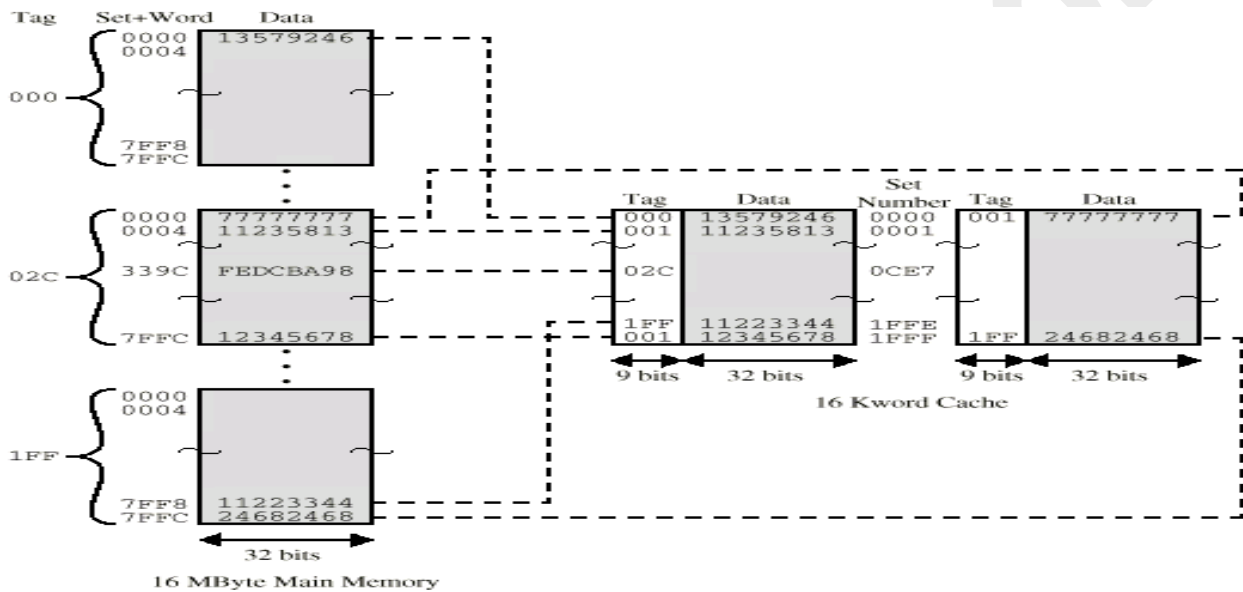 Tag Set+Word Data
0000 13579246
0004
000
7FF8
7FFC
0000 77777777
0004 11235813
02C 339C FEDCBA98
7FFC 12345678
0000
0004
1FF
7FF8 11223344
7FFC 24682468
32 bits
16 MByte Main Memory
Tag Data Set Number Tag Data
000 13579246 0000 001 77777777
001 11235813 0001
02C 0CE7
1FF 11223344 1FFE
001 12345678 1FFF 1FF 24682468
9 bits 32 bits 9 bits 32 bits
16 Kword Cache